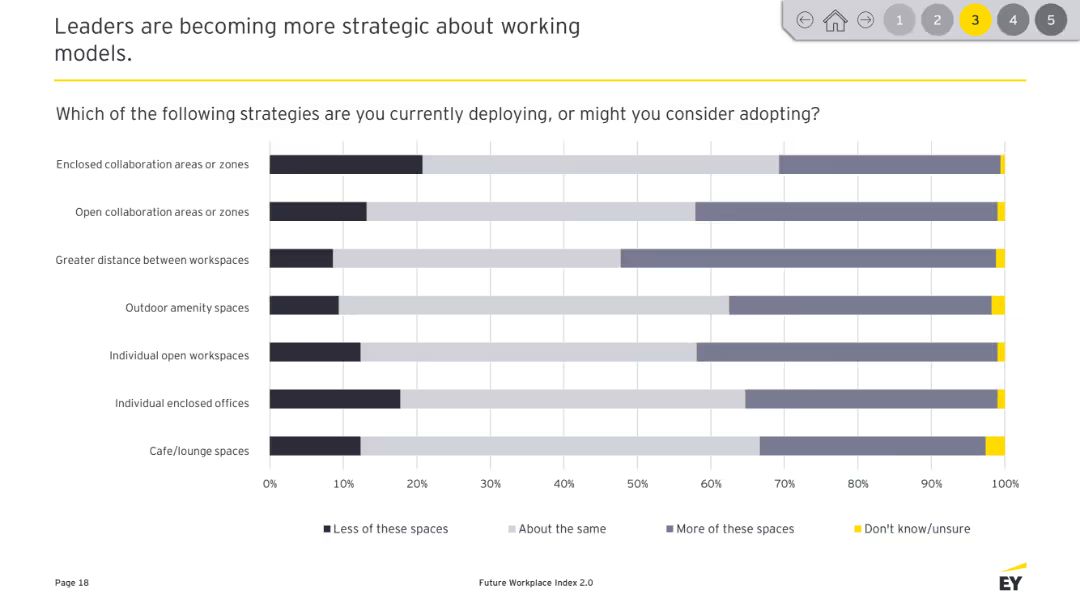 Leaders are becoming more strategic about working
models.
1 2 3 4 5
Which of the following strategies are you currently deploying, or might you consider adopting?
Enclosed collaboration areas or zones
Open collaboration areas or zones
Greater distance between workspaces
Outdoor amenity spaces
Individual open workspaces
Individual enclosed offices
Cafe/lounge spaces
0% 10% 20% 30% 40% 50% 60% 70% 80% 90% 100%
Less of these spaces About the same More of these spaces Don't know/unsure
Page 18 Future Workplace Index 2.0 EY